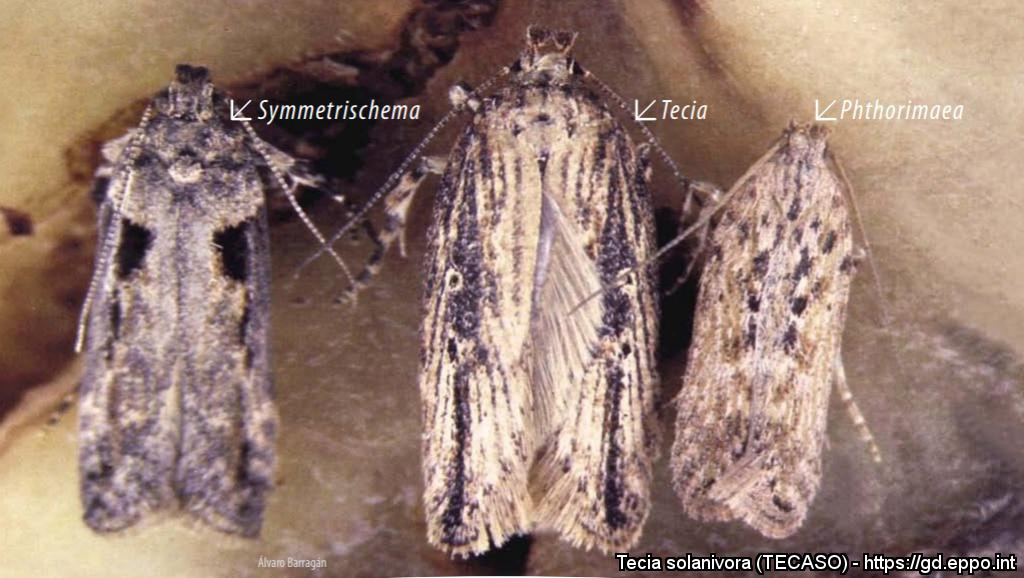 Symmetrischema
Tecia
Phthorimaea
Álvaro Barragán
Tecia solanivora (TECASO) - https://gd.eppo.int